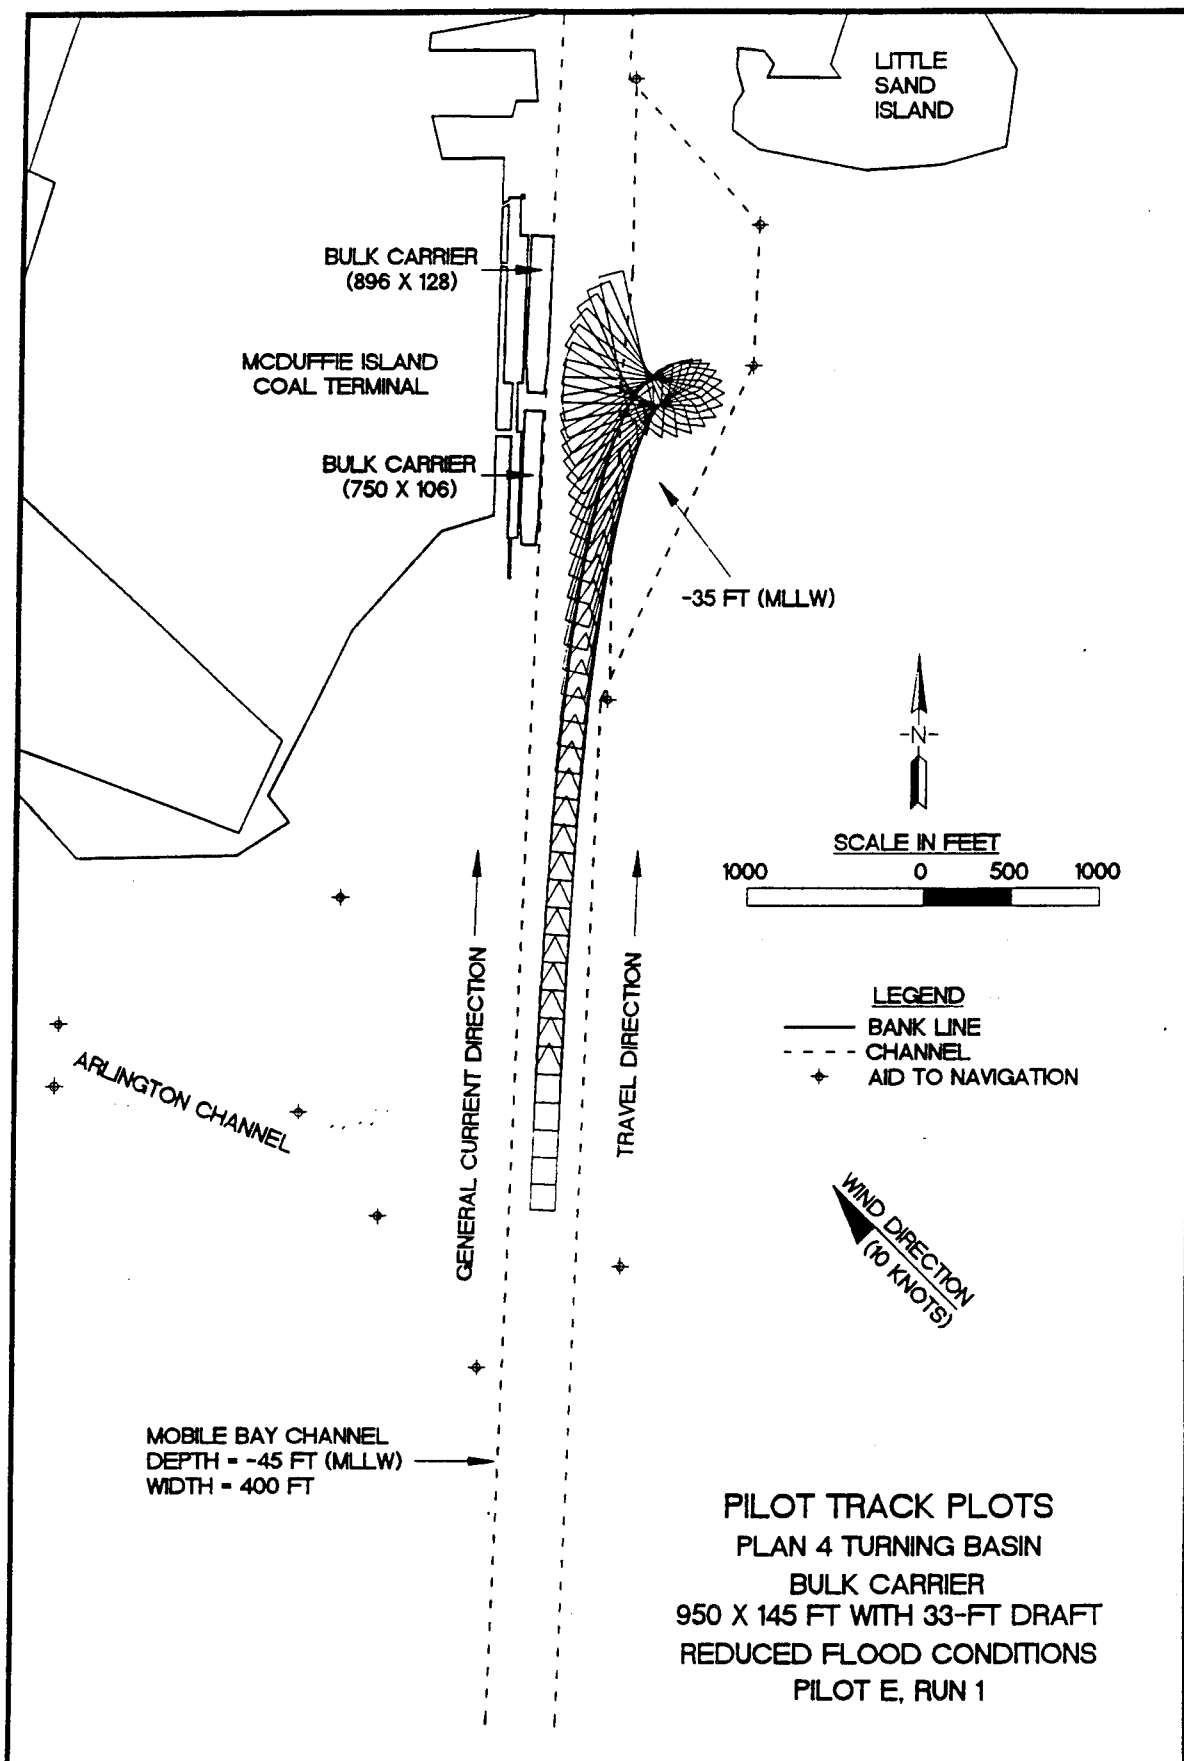 LITTLE
SAND
ISLAND
BULK CARRIER
(896 X 128)
MCDUFFIE ISLAND
COAL TERMINAL
BULK CARRIER
(750 X 106)
-35 FT (MLLW)
-N-
SCALE IN FEET
1000 0 500 1000
GENERAL CURRENT DIRECTION
TRAVEL DIRECTION
LEGEND
BANK LINE
CHANNEL
AID TO NAVIGATION
ARLINGTON CHANNEL
WIND DIRECTION
(10 KNOTS)
MOBILE BAY CHANNEL
DEPTH = -45 FT (MLLW)
WIDTH = 400 FT
PILOT TRACK PLOTS
PLAN 4 TURNING BASIN
BULK CARRIER
950 X 145 FT WITH 33-FT DRAFT
REDUCED FLOOD CONDITIONS
PILOT E, RUN 1